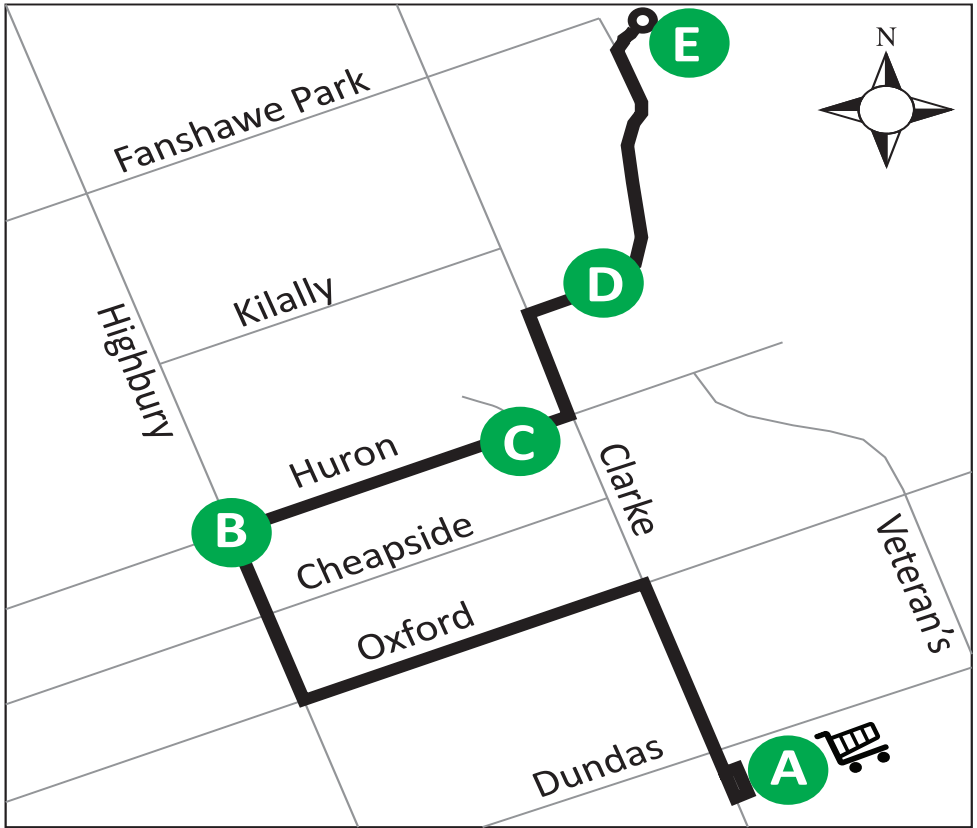 E
N
Fanshawe Park
D
Kilally
Highbury
C
Huron
Clarke
B
Cheapside
Veteran's
Oxford
A
Dundas